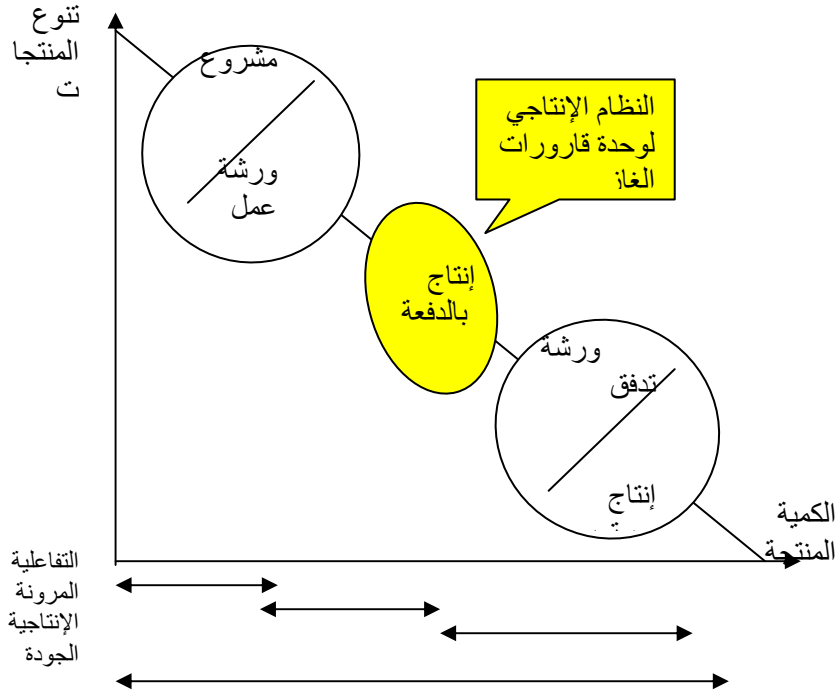 تنوع
المنتجا
ت
مشروع
ورشة
عمل
النظام الإنتاجي
لوحدة قارورات
الغاز
إنتاج
بالدفعة
ورشة
تدفق
إنتاج
الكمية
المنتجة
التفاعلية
المرونة
الإنتاجية
الجودة